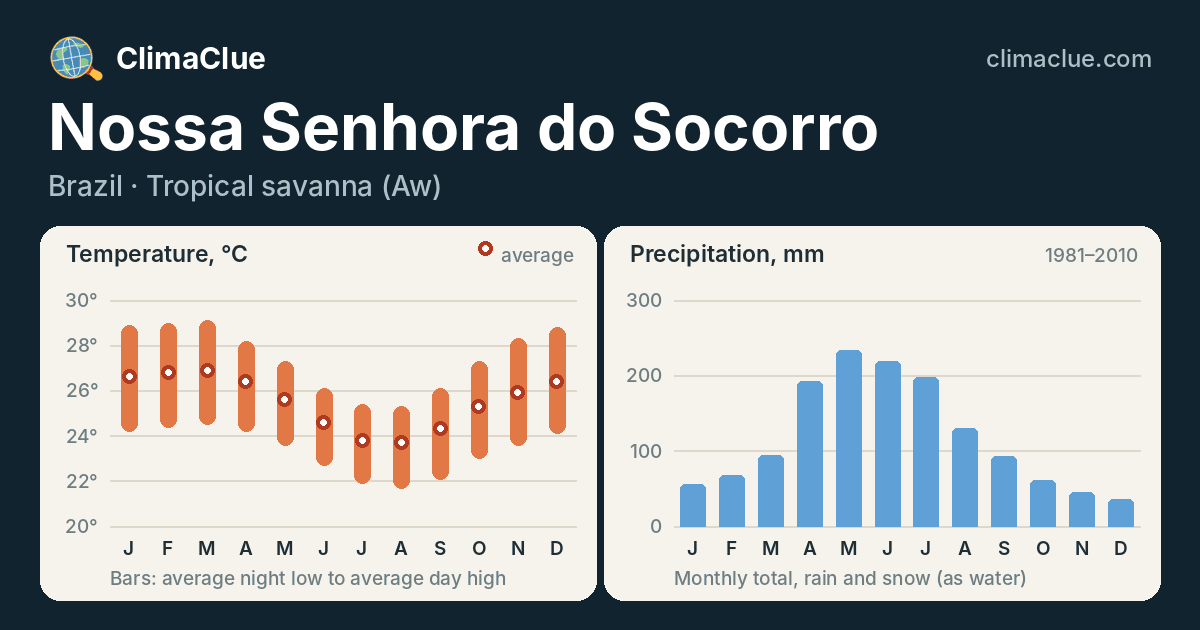 ClimaClue
climaclue.com
Nossa Senhora do Socorro
Brazil · Tropical savanna (Aw)
Temperature, °C
average
30°
28°
26°
24°
22°
20°
J F M A M J J A S O N D
Bars: average night low to average day high
Precipitation, mm
1981–2010
300
200
100
0
J F M A M J J A S O N D
Monthly total, rain and snow (as water)